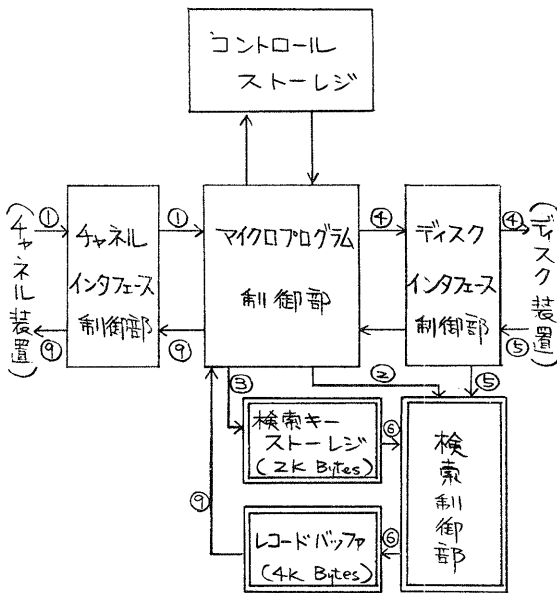 コントロール
ストーレジ
(チャネル装置)
①
⑨
チャネル
インタフェース
制御部
①
⑨
マイクロプログラム
制御部
④
ディスク
インタフェース
制御部
④
⑤
(ディスク装置)
③
②
⑤
検索キー
ストーレジ
(2K Bytes)
⑥
⑨
レコードバッファ
(4K Bytes)
⑥
検索制御部